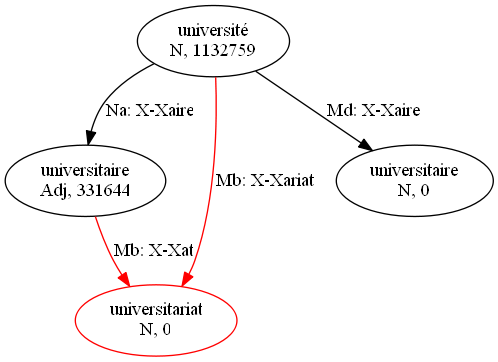 université
N, 1132759
Na: X-Xaire
Md: X-Xaire
universitaire
Adj, 331644
Mb: X-Xariat
universitaire
N, 0
Mb: X-Xat
universitariat
N, 0